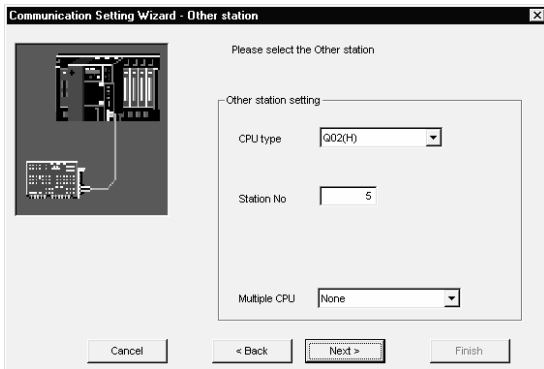 Communication Setting Wizard - Other station
Please select the Other station
Other station setting
CPU type Q02(H)
Station No 5
Multiple CPU None
Cancel < Back Next > Finish